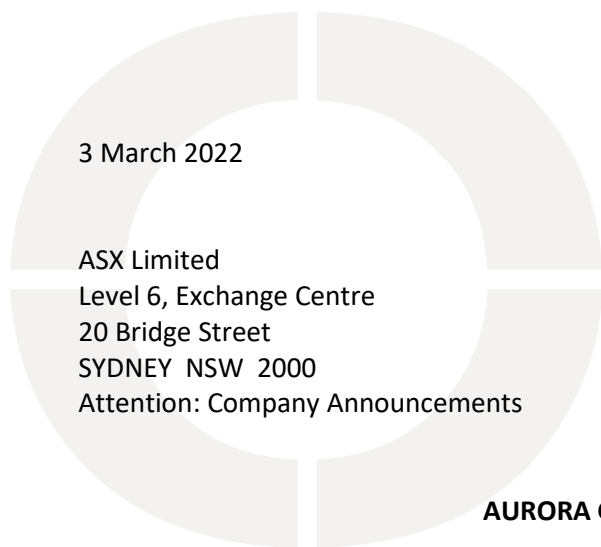 3 March 2022
ASX Limited
Level 6, Exchange Centre
20 Bridge Street
SYDNEY NSW 2000
Attention: Company Announcements
AURORA